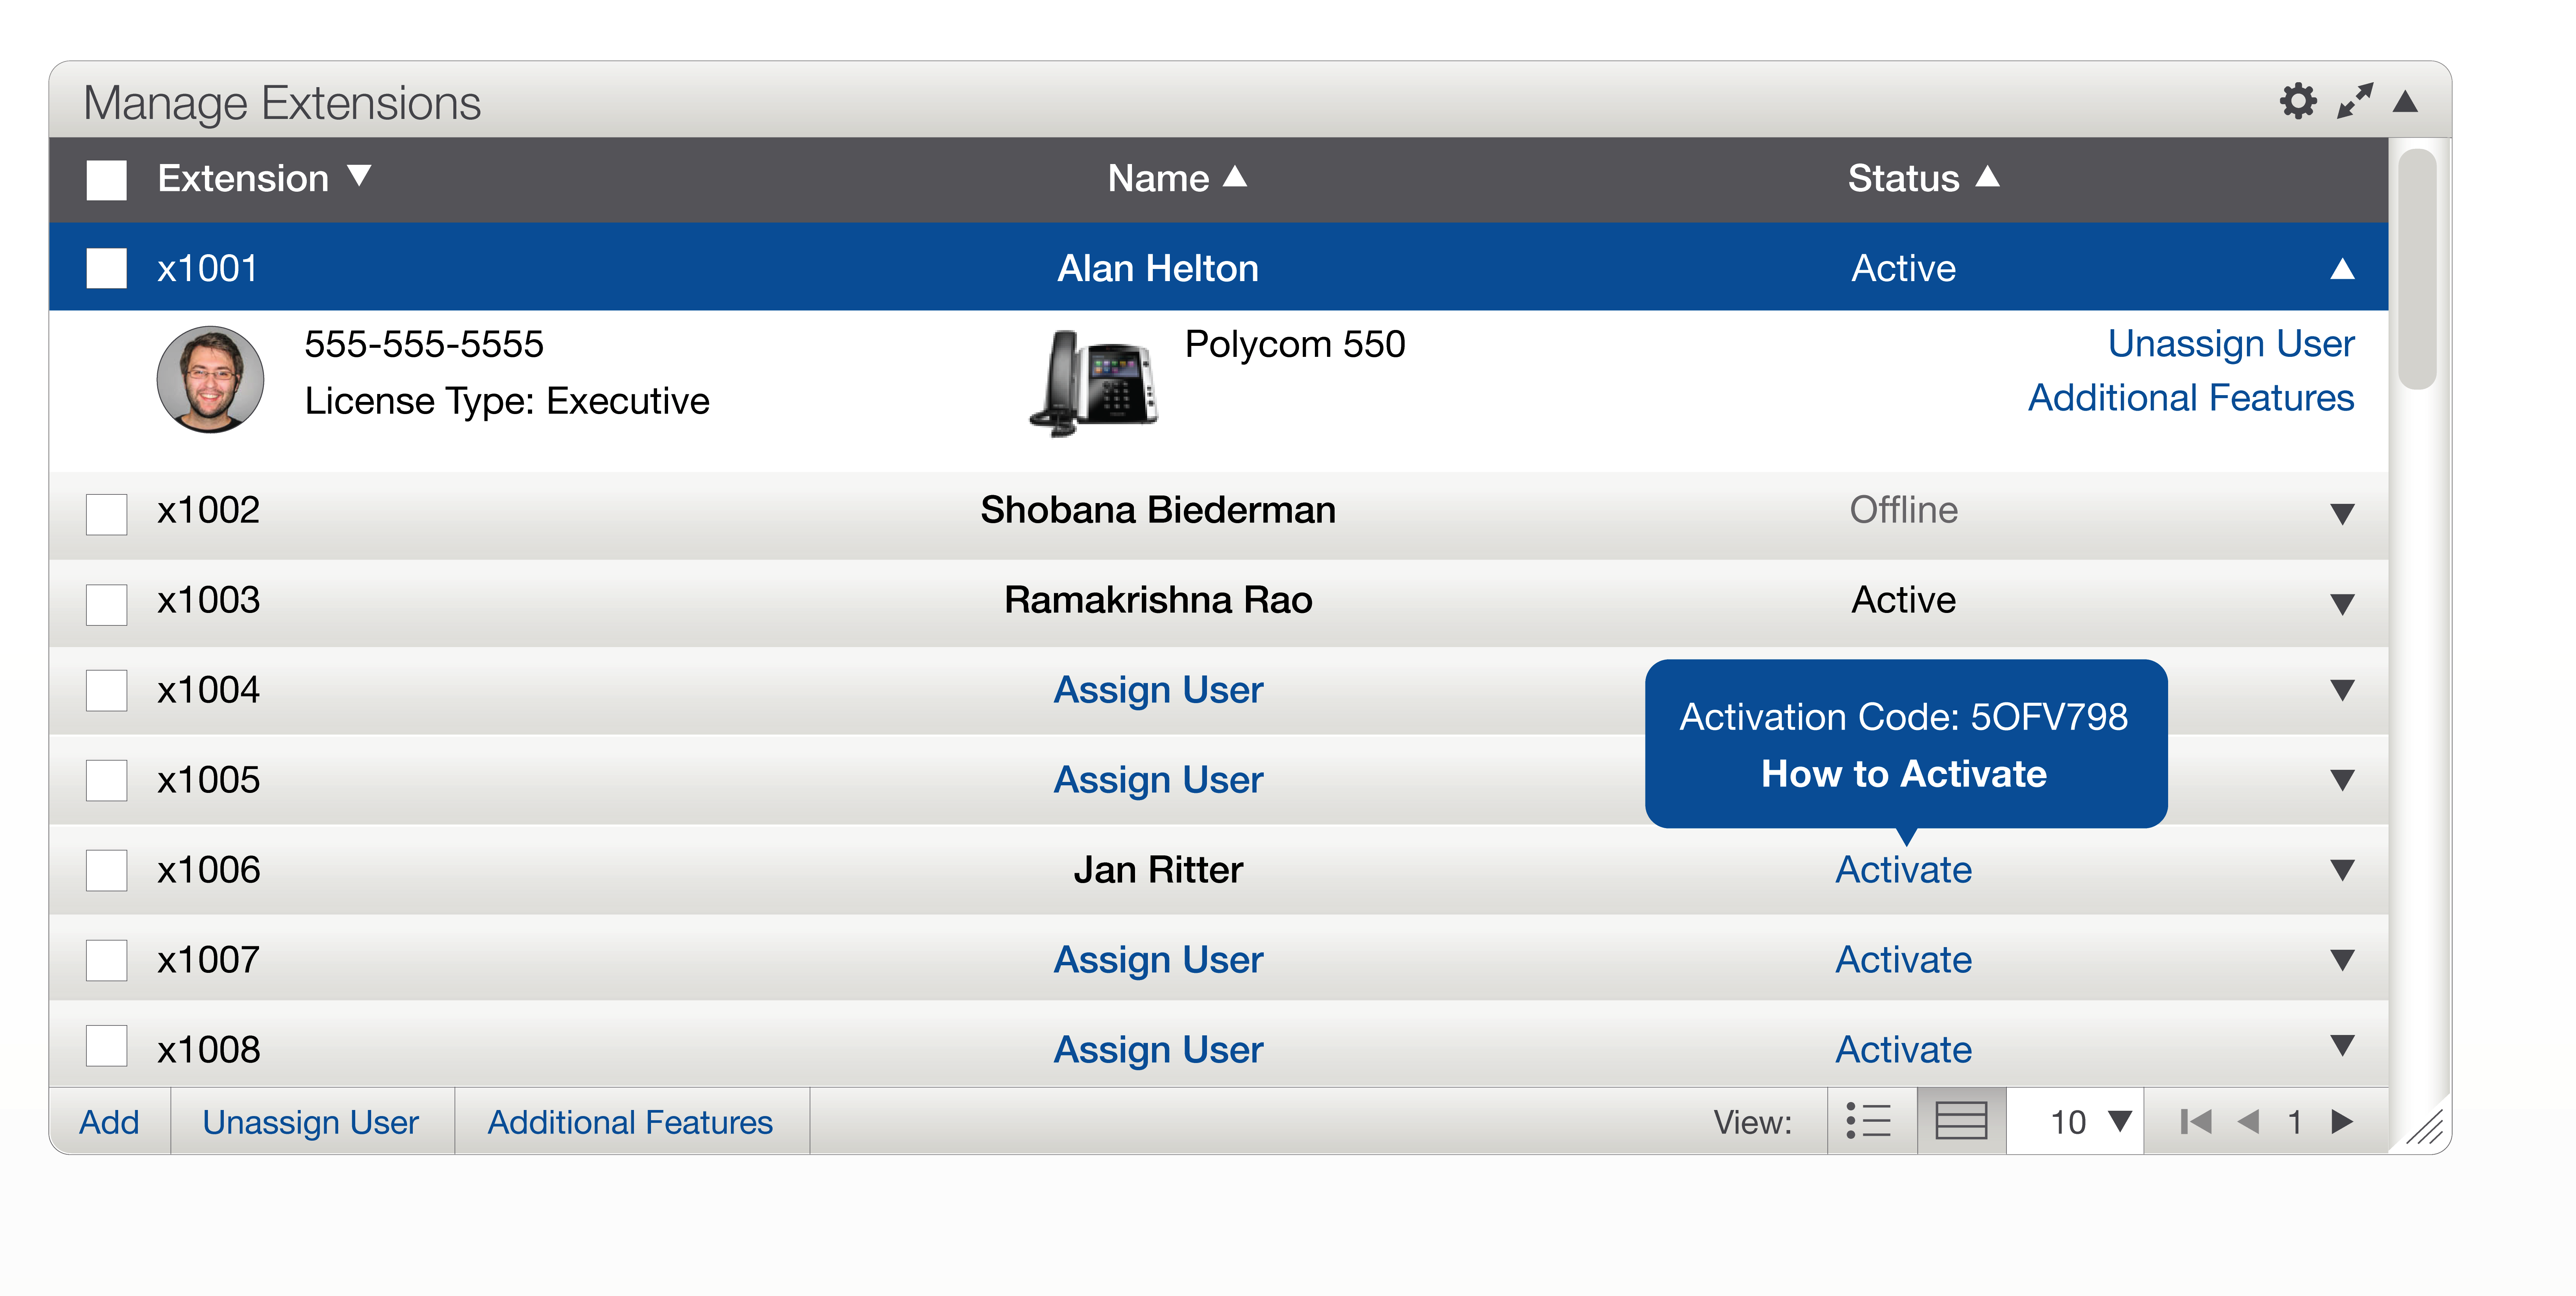 Manage Extensions
Extension Name Status
x1001 Alan Helton Active
555-555-5555 Polycom 550 Unassign User
License Type: Executive Additional Features
x1002 Shobana Biederman Offline
x1003 Ramakrishna Rao Active
x1004 Assign User
Activation Code: 5OFV798
x1005 Assign User
How to Activate
x1006 Jan Ritter Activate
x1007 Assign User Activate
x1008 Assign User Activate
Add Unassign User Additional Features View: 10 1